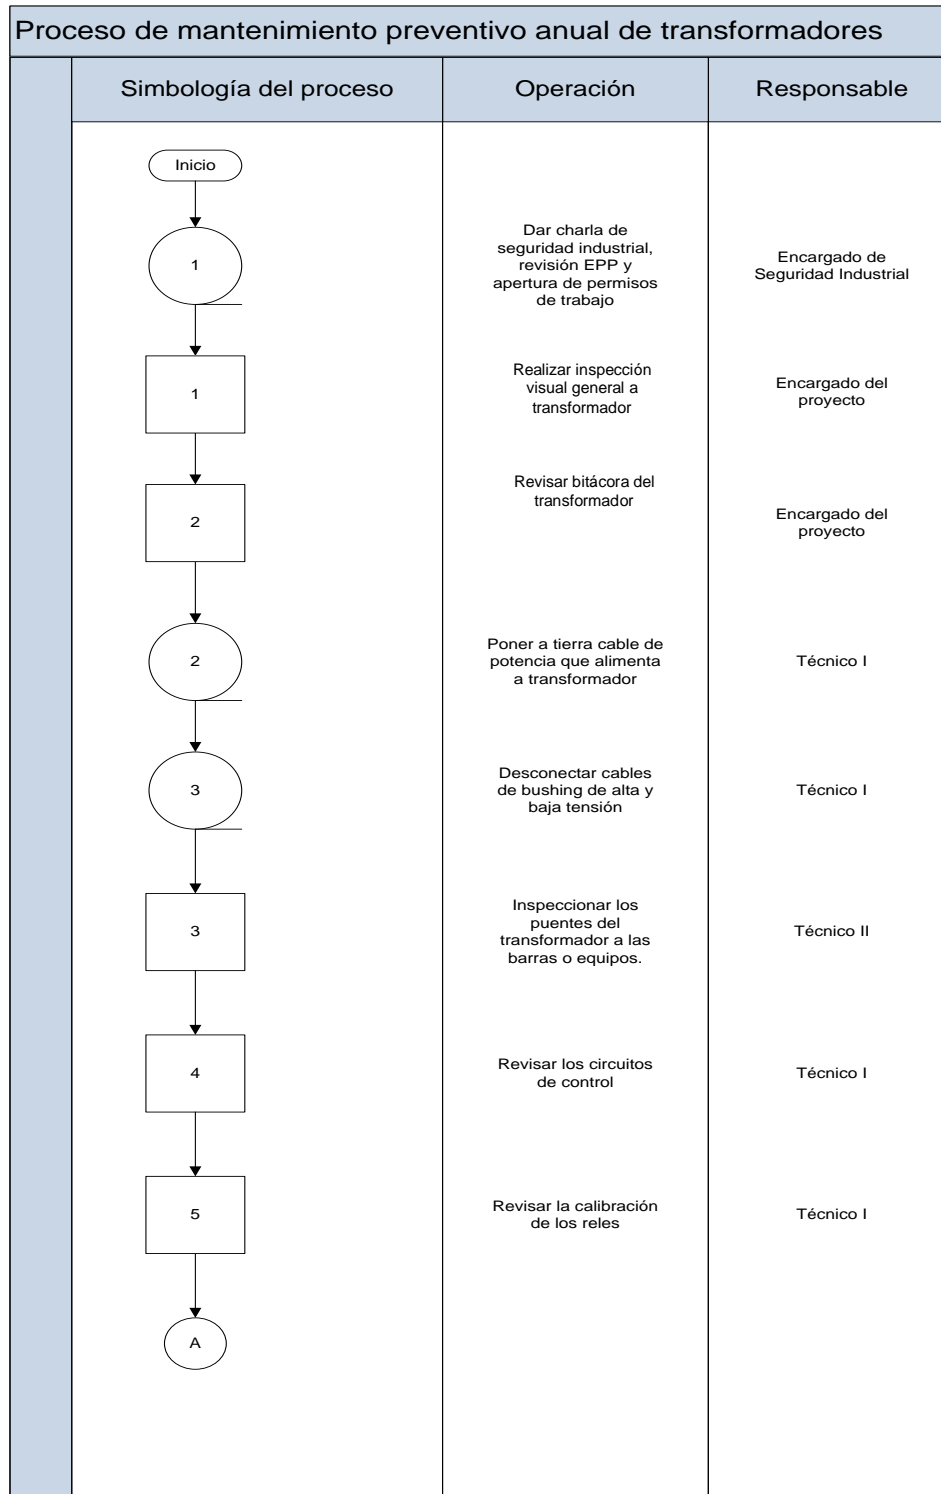 Proceso de mantenimiento preventivo anual de transformadores
Simbología del proceso
Operación
Responsable
Inicio
1
Dar charla de
seguridad industrial,
revisión EPP y
apertura de permisos
de trabajo
Encargado de
Seguridad Industrial
1
Realizar inspección
visual general a
transformador
Encargado del
proyecto
2
Revisar bitácora del
transformador
Encargado del
proyecto
2
Poner a tierra cable de
potencia que alimenta
a transformador
Técnico I
3
Desconectar cables
de bushing de alta y
baja tensión
Técnico I
3
Inspeccionar los
puentes del
transformador a las
barras o equipos.
Técnico II
4
Revisar los circuitos
de control
Técnico I
5
Revisar la calibración
de los reles
Técnico I
A